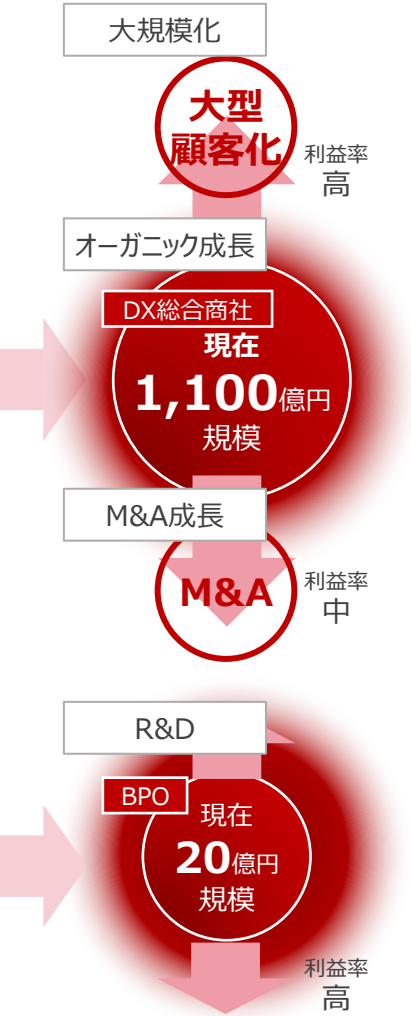 大規模化
大型
顧客化
利益率
高
オーガニック成長
DX総合商社
現在
1,100億円
規模
M&A成長
M&A
利益率
中
R&D
BPO
現在
20億円
規模
利益率
高